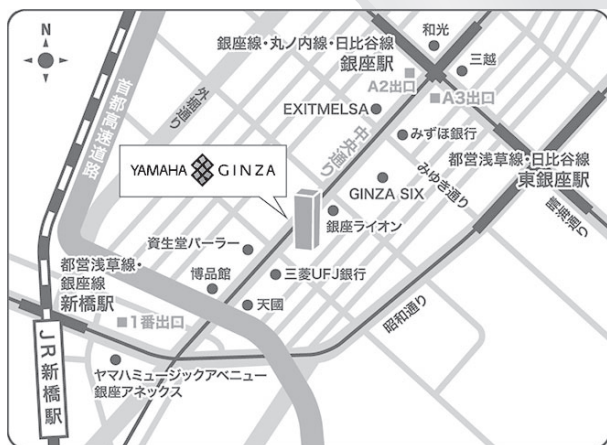 N
首都高速道路
外堀通り
銀座線・丸ノ内線・日比谷線
銀座駅
和光
三越
A2出口
A3出口
EXITMELSA
中央通り
みずほ銀行
都営浅草線・日比谷線
東銀座駅
YAMAHA GINZA
GINZA SIX
みゆき通り
晴海通り
銀座ライオン
資生堂パーラー
都営浅草線・
銀座線
新橋駅
博品館
三菱UFJ銀行
天國
昭和通り
1番出口
JR新橋駅
ヤマハミュージックアベニュー
銀座アネックス